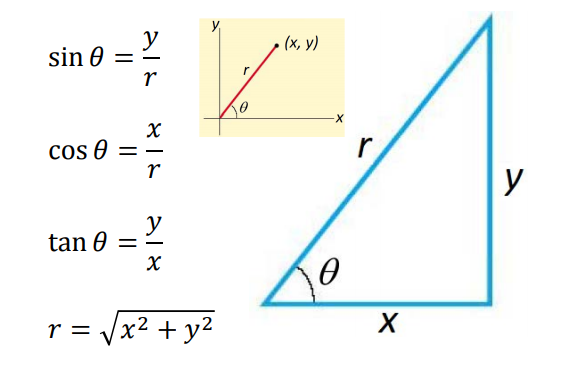 sin θ = y/r
cos θ = x/r
tan θ = y/x
r = √(x² + y²)
y
(x, y)
r
θ
x
r
y
θ
x